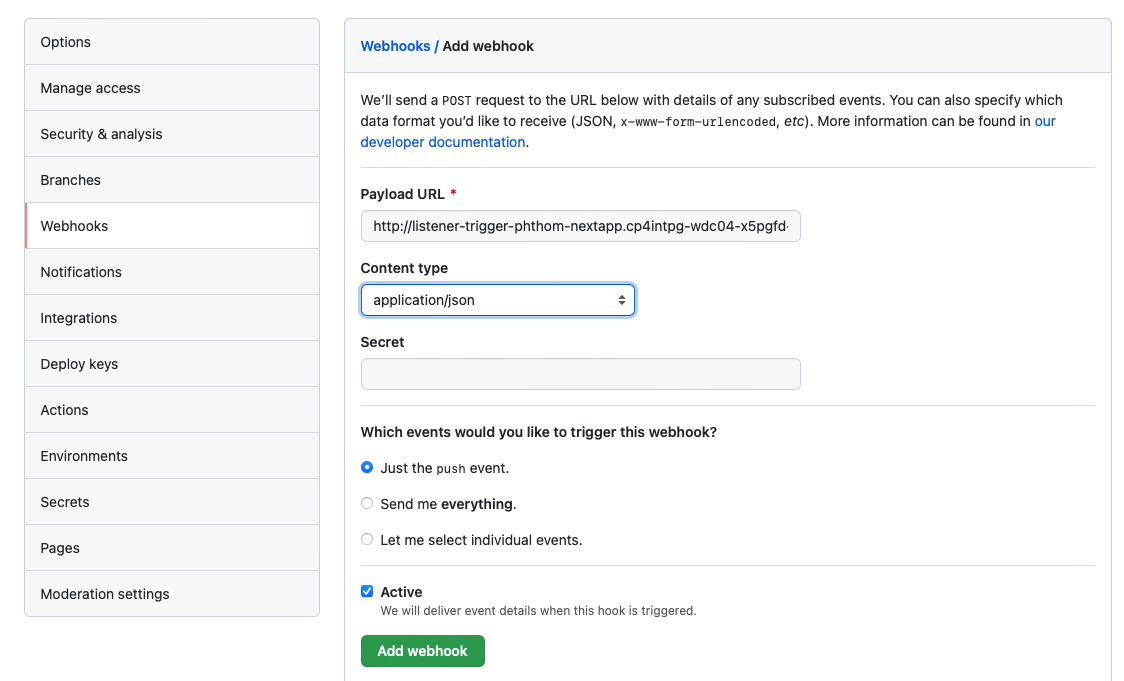 Options
Manage access
Security & analysis
Branches
Webhooks
Notifications
Integrations
Deploy keys
Actions
Environments
Secrets
Pages
Moderation settings
Webhooks / Add webhook
We’ll send a POST request to the URL below with details of any subscribed events. You can also specify which
data format you’d like to receive (JSON, x-www-form-urlencoded, etc). More information can be found in our
developer documentation.
Payload URL *
http://listener-trigger-phthom-nextapp.cp4intpg-wdc04-x5pgfd-
Content type
application/json
Secret
Which events would you like to trigger this webhook?
Just the push event.
Send me everything.
Let me select individual events.
Active
We will deliver event details when this hook is triggered.
Add webhook